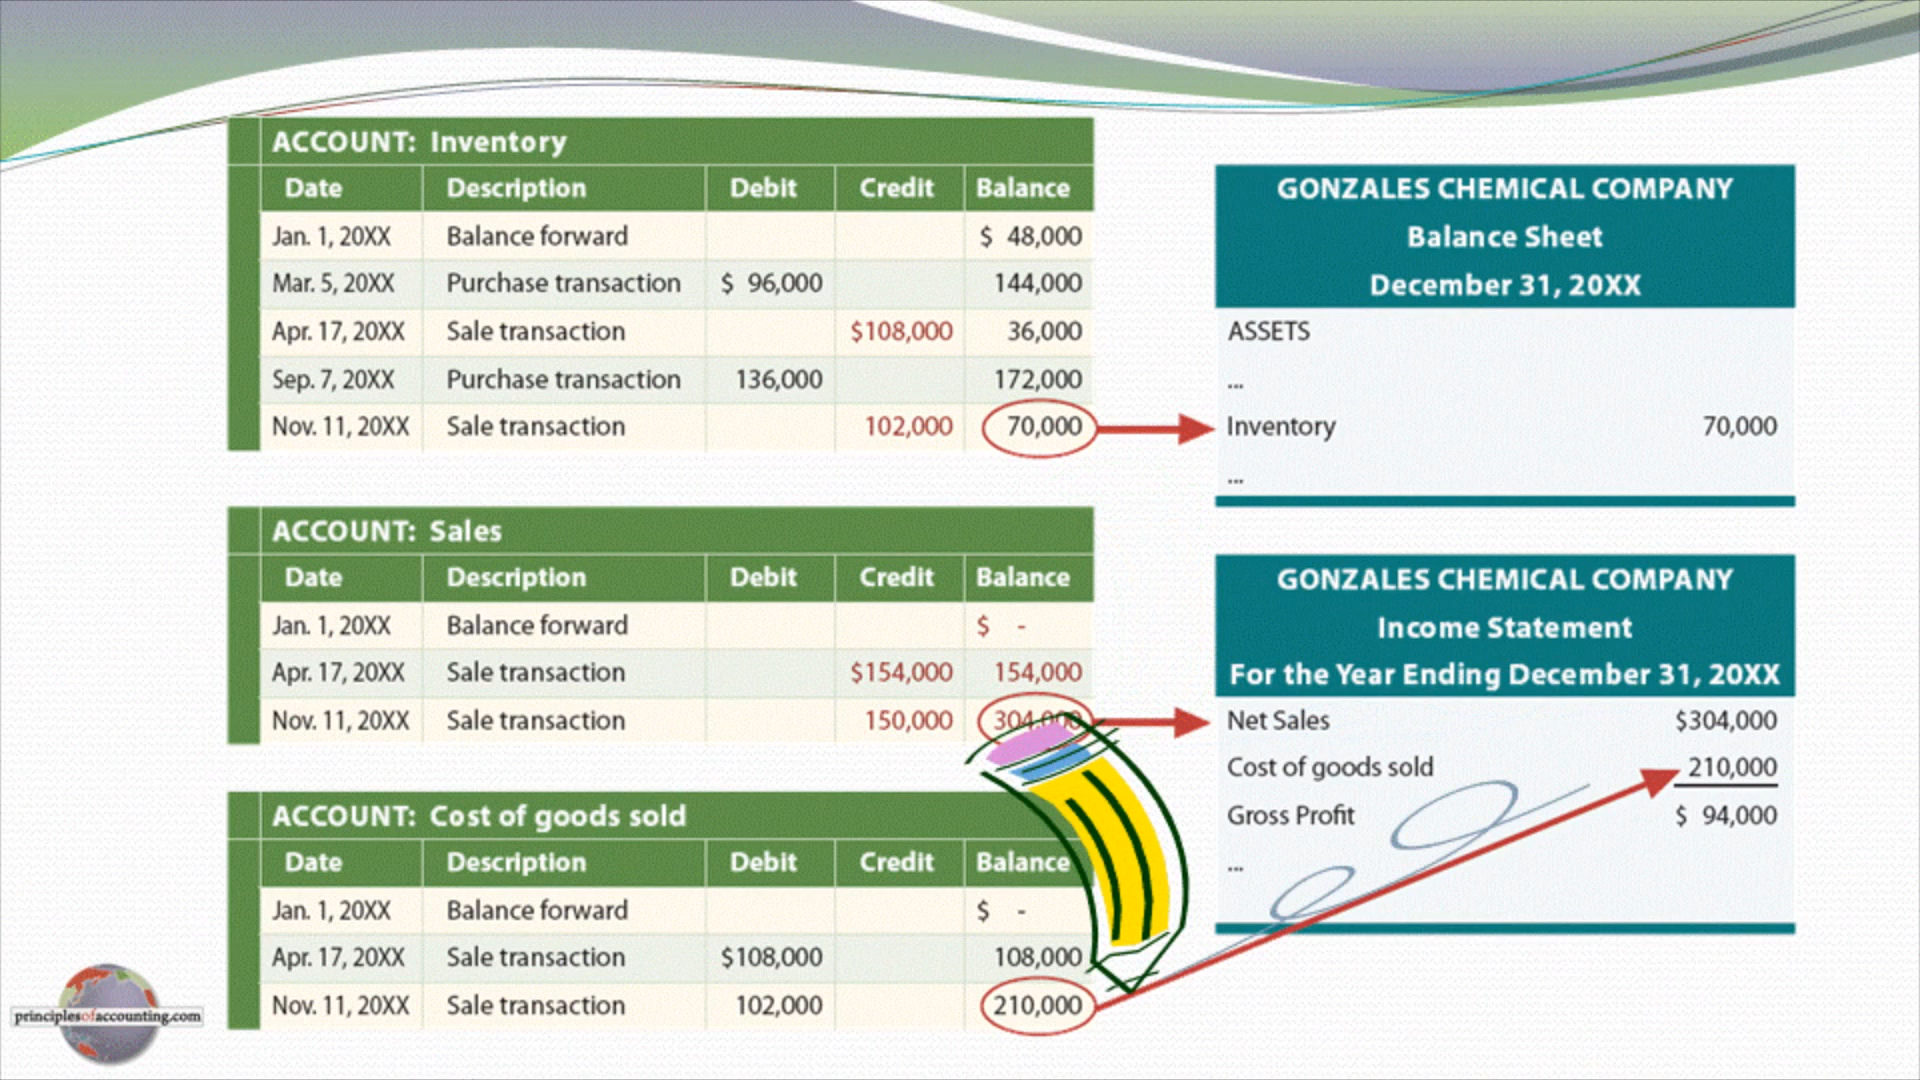 ACCOUNT: Inventory
Date Description Debit Credit Balance
Jan. 1, 20XX Balance forward $ 48,000
Mar. 5, 20XX Purchase transaction $ 96,000 144,000
Apr. 17, 20XX Sale transaction $108,000 36,000
Sep. 7, 20XX Purchase transaction 136,000 172,000
Nov. 11, 20XX Sale transaction 102,000 70,000
GONZALES CHEMICAL COMPANY
Balance Sheet
December 31, 20XX
ASSETS
...
Inventory 70,000
...
ACCOUNT: Sales
Date Description Debit Credit Balance
Jan. 1, 20XX Balance forward $ -
Apr. 17, 20XX Sale transaction $154,000 154,000
Nov. 11, 20XX Sale transaction 150,000 304,000
GONZALES CHEMICAL COMPANY
Income Statement
For the Year Ending December 31, 20XX
Net Sales $304,000
Cost of goods sold 210,000
Gross Profit $ 94,000
...
ACCOUNT: Cost of goods sold
Date Description Debit Credit Balance
Jan. 1, 20XX Balance forward $ -
Apr. 17, 20XX Sale transaction $108,000 108,000
Nov. 11, 20XX Sale transaction 102,000 210,000
principlesofaccounting.com